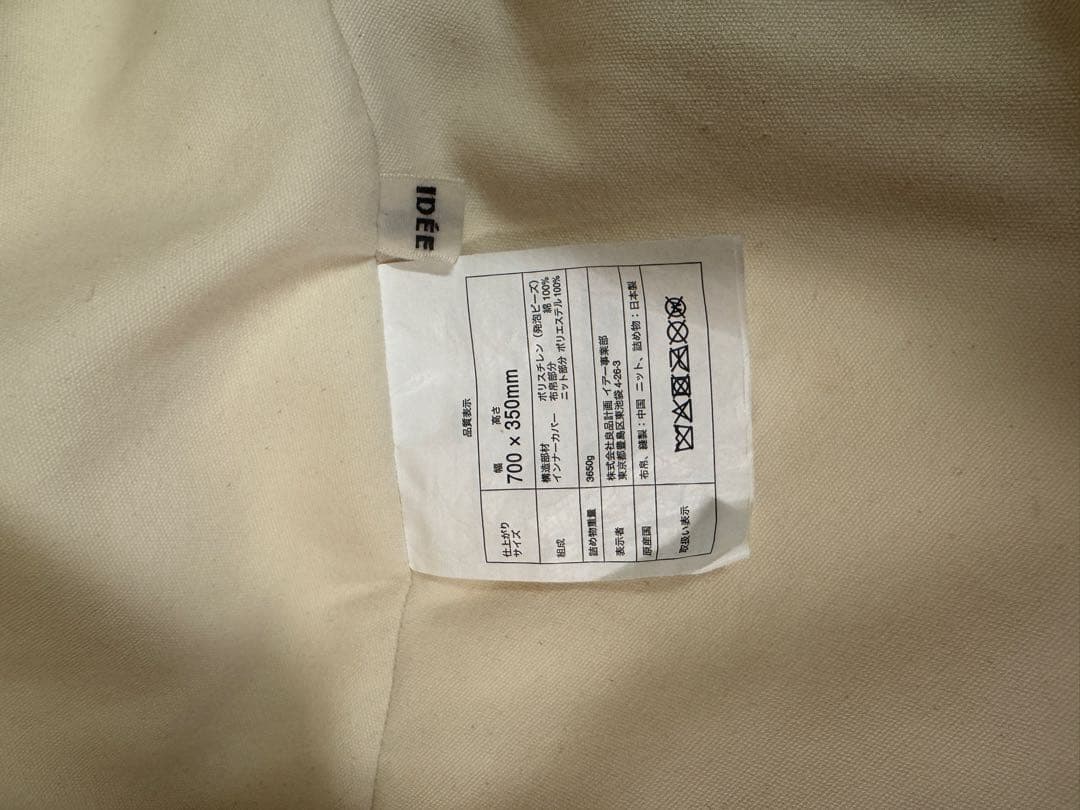 IDÉE
品質表示
仕上がり
サイズ
幅 高さ
700 x 350mm
組成
構造部材 ポリスチレン（発泡ビーズ）
インナーカバー 布帛部分 綿 100%
ニット部分 ポリエステル 100%
詰め物重量
3650g
表示者
株式会社良品計画 イデー事業部
東京都豊島区東池袋 4-26-3
原産国
布帛、縫製：中国 ニット、詰め物：日本製
取扱い表示